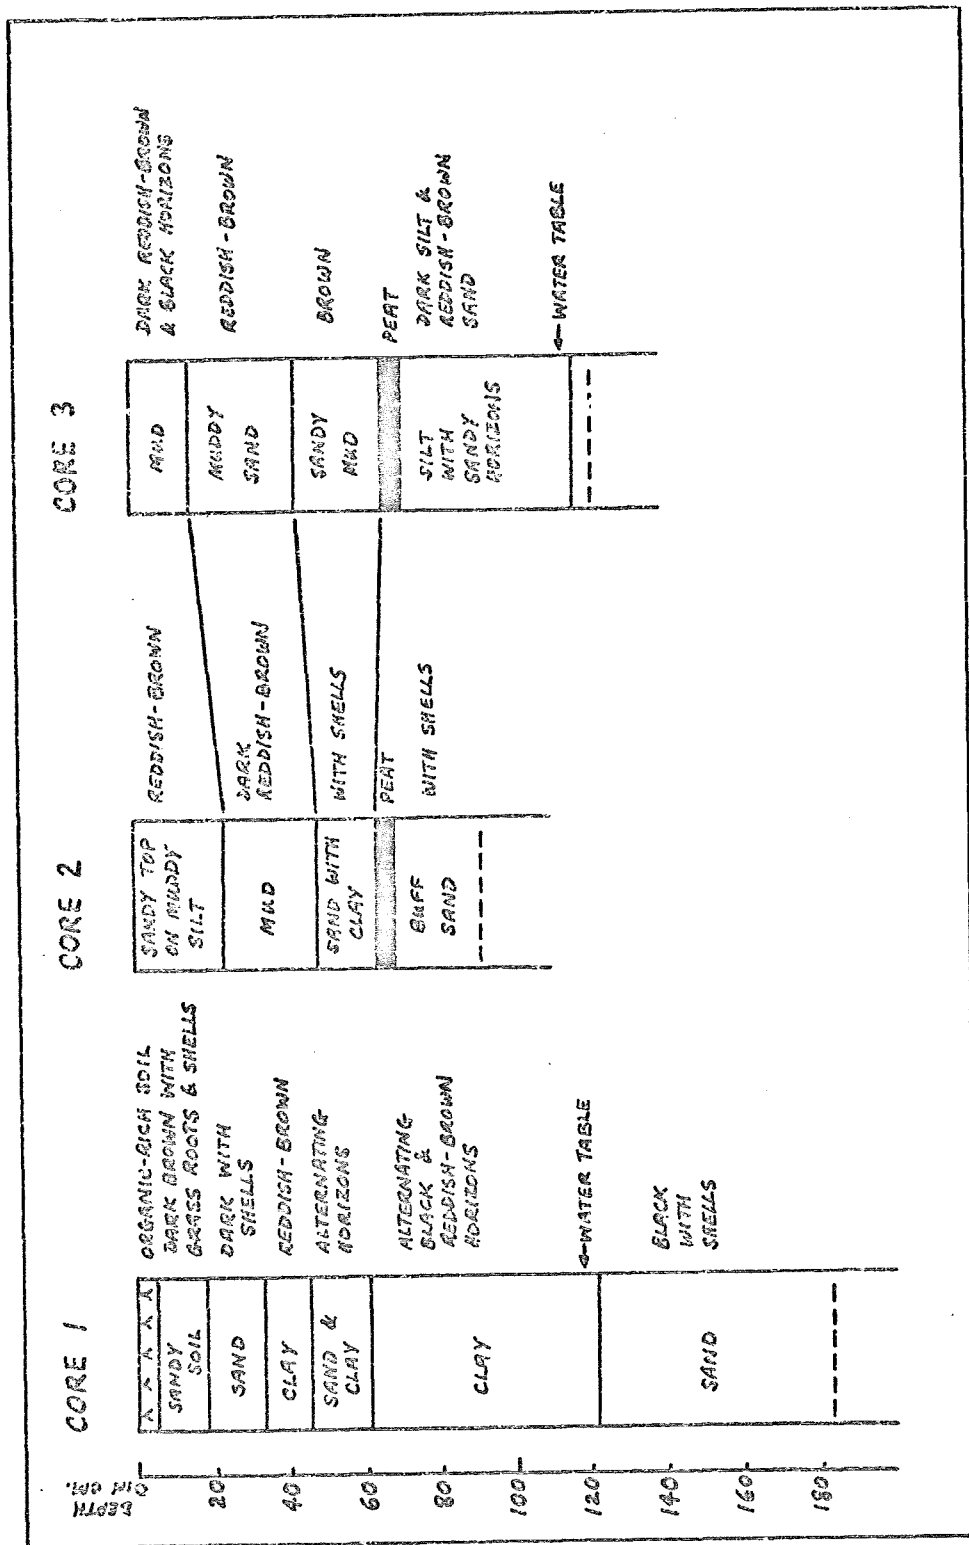 DEPTH
IN CM.
0
20
40
60
80
100
120
140
160
180
CORE 1
SANDY
SOIL
SAND
CLAY
SAND &
CLAY
CLAY
SAND
ORGANIC-RICH SOIL
DARK BROWN WITH
GRASS ROOTS & SHELLS
DARK WITH
SHELLS
REDDISH-BROWN
ALTERNATING
HORIZONS
ALTERNATING
BLACK &
REDDISH-BROWN
HORIZONS
←WATER TABLE
BLACK
WITH
SHELLS
CORE 2
SANDY TOP
ON MUDDY
SILT
MUD
SAND WITH
CLAY
BUFF
SAND
REDDISH-BROWN
DARK
REDDISH-BROWN
WITH SHELLS
PEAT
WITH SHELLS
CORE 3
MUD
MUDDY
SAND
SANDY
MUD
SILT
WITH
SANDY
HORIZONS
DARK REDDISH-BROWN
& BLACK HORIZONS
REDDISH-BROWN
BROWN
PEAT
DARK SILT &
REDDISH-BROWN
SAND
←WATER TABLE